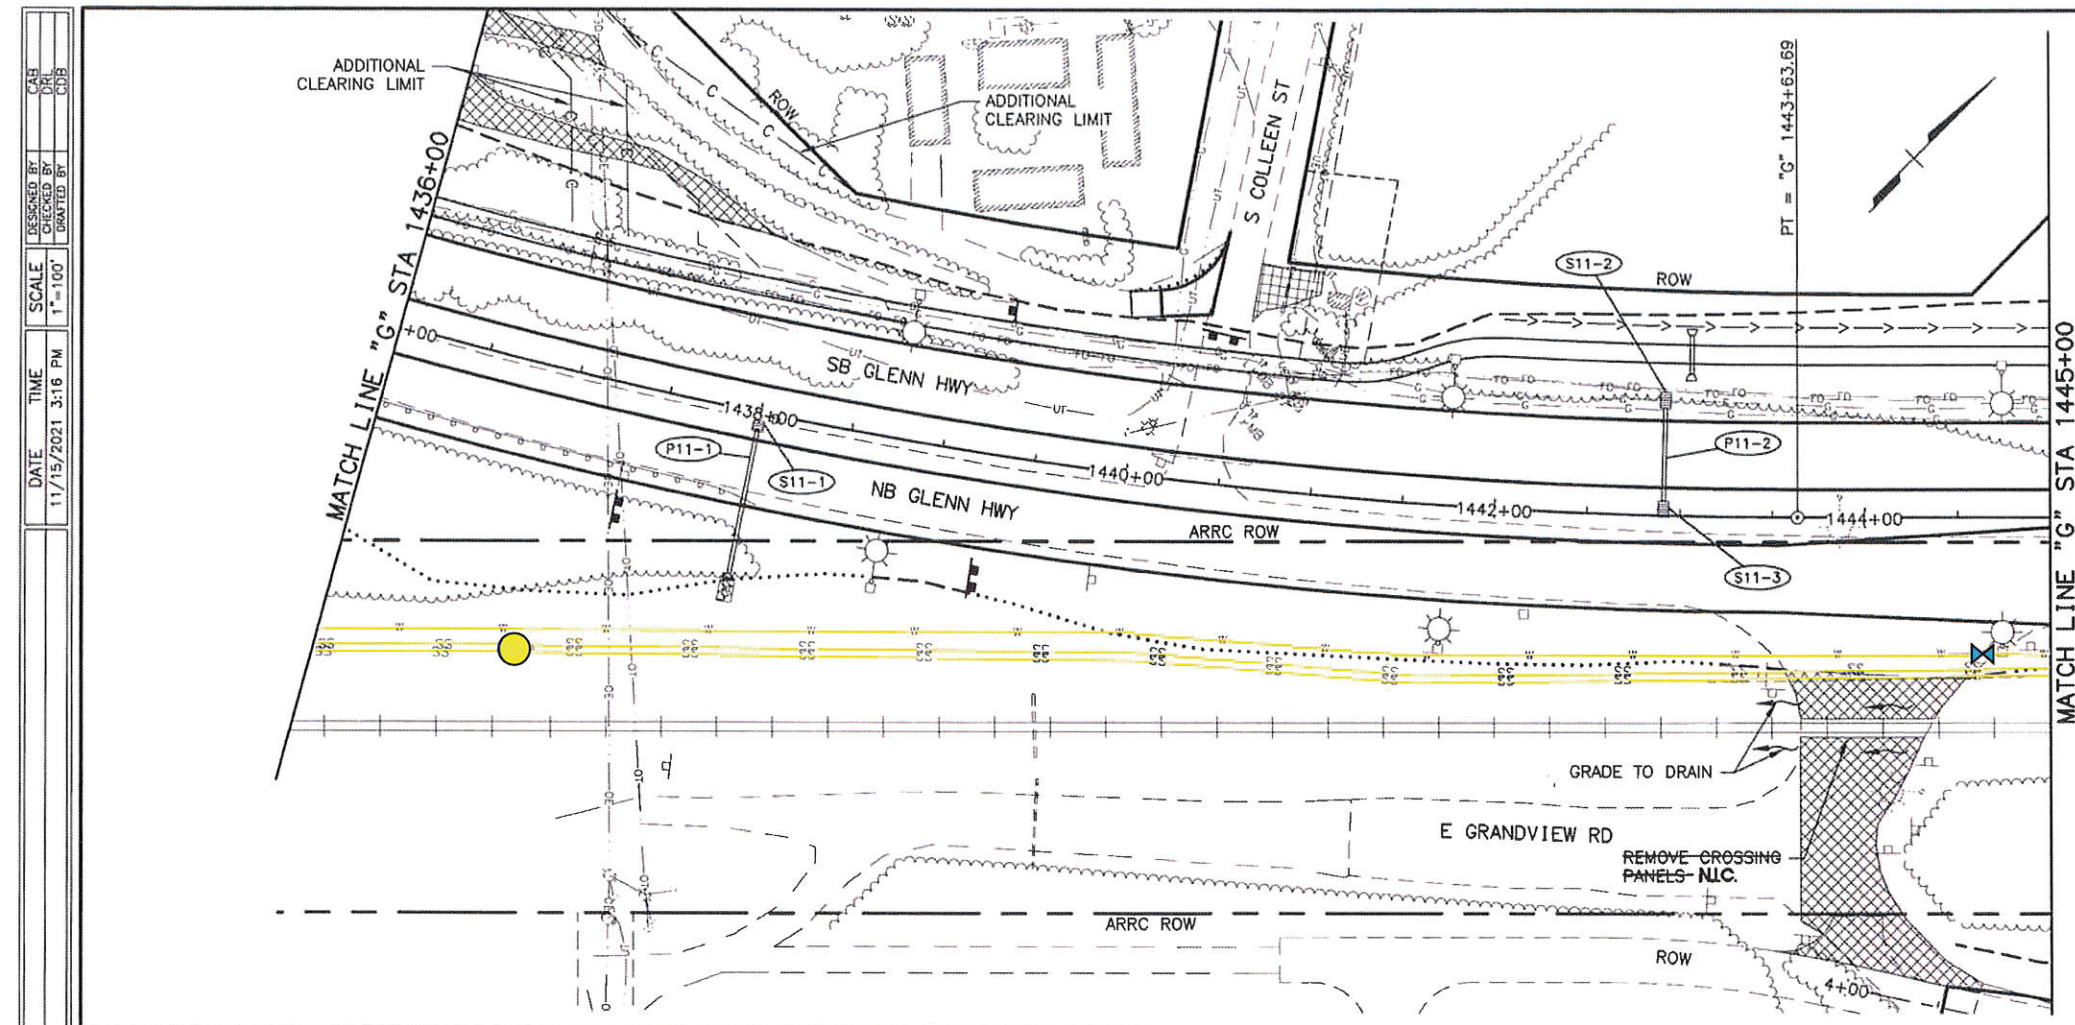 DESIGNED BY CAB
CHECKED BY DRL
DRAFTED BY CDB
SCALE
1"=100'
DATE TIME
11/15/2021 3:16 PM
ADDITIONAL
CLEARING LIMIT
ROW
ADDITIONAL
CLEARING LIMIT
S COLLEEN ST
PT = "G" 1443+63.69
MATCH LINE "G" STA 1436+00
S11-2
ROW
+00
SB GLENN HWY
1438+00
P11-1
S11-1
P11-2
1440+00
NB GLENN HWY
1442+00
1444+00
ARRC ROW
S11-3
MATCH LINE "G" STA 1445+00
GRADE TO DRAIN
E GRANDVIEW RD
REMOVE CROSSING
PANELS N.I.C.
ARRC ROW
ROW
4+00